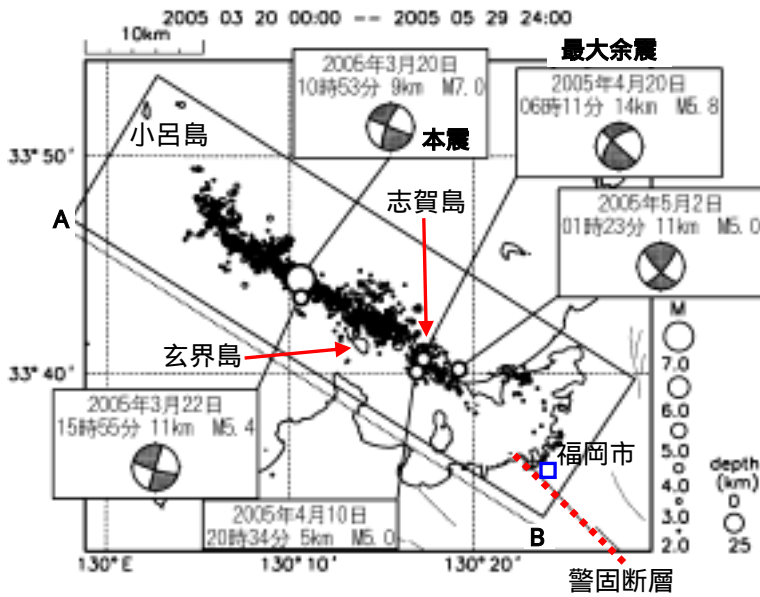 2005 03 20 00:00 -- 2005 05 29 24:00
10km
最大余震
2005年3月20日
10時53分 9km M7.0
本震
2005年4月20日
06時11分 14km M5.8
小呂島
33°50'
志賀島
2005年5月2日
01時23分 11km M5.0
A
M
7.0
6.0
5.0
4.0
3.0
2.0
玄界島
33°40'
2005年3月22日
15時55分 11km M5.4
福岡市
depth
(km)
0
25
2005年4月10日
20時34分 5km M5.0
B
130°E
130°10'
130°20'
警固断層